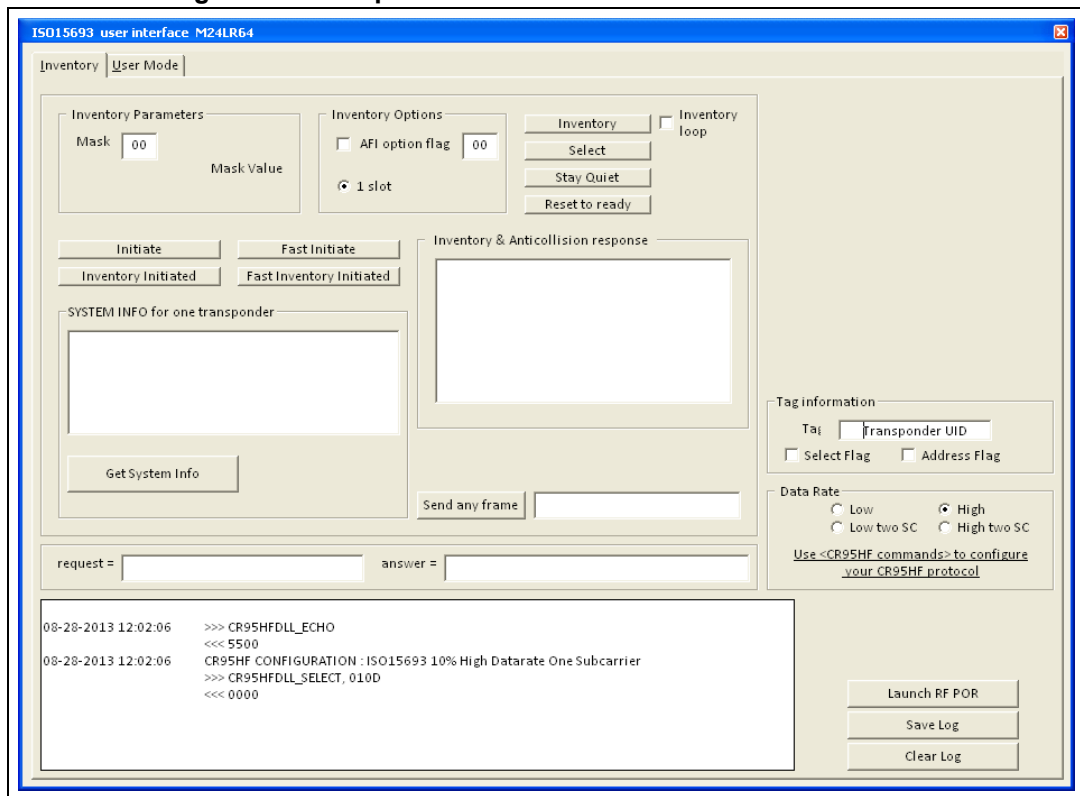 ISO15693 user interface M24LR64
Inventory User Mode
Inventory Parameters
Mask 00
Mask Value
Inventory Options
AFI option flag 00
1 slot
Inventory
Inventory loop
Select
Stay Quiet
Reset to ready
Initiate
Fast Initiate
Inventory Initiated
Fast Inventory Initiated
Inventory & Anticollision response
SYSTEM INFO for one transponder
Get System Info
Send any frame
Tag information
Tag Transponder UID
Select Flag Address Flag
Data Rate
Low High
Low two SC High two SC
Use <CR95HF commands> to configure
your CR95HF protocol
request =
answer =
08-28-2013 12:02:06 >>> CR95HFDLL_ECHO
<<< 5500
08-28-2013 12:02:06 CR95HF CONFIGURATION : ISO15693 10% High Datarate One Subcarrier
>>> CR95HFDLL_SELECT, 010D
<<< 0000
Launch RF POR
Save Log
Clear Log